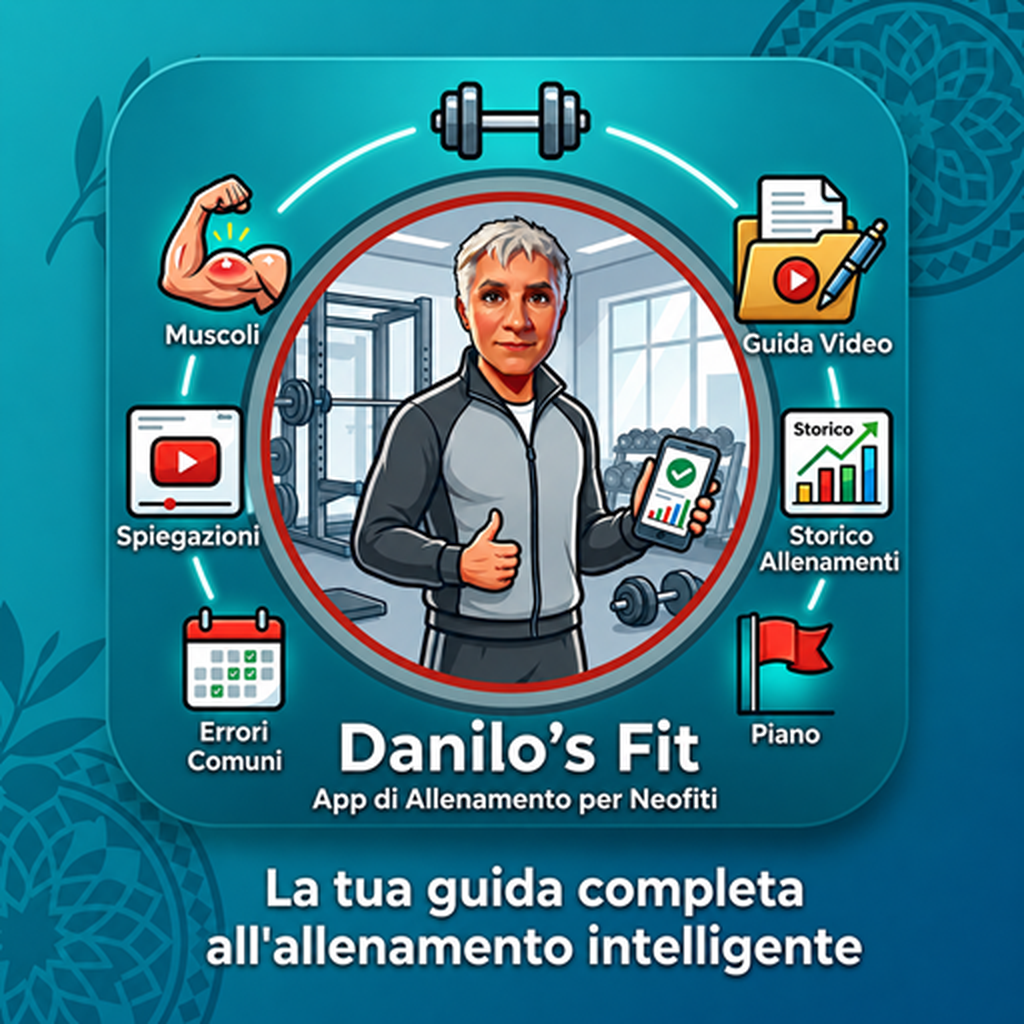 Muscoli
Guida Video
Storico
Spiegazioni
Storico
Allenamenti
Errori
Comuni
Piano
Danilo's Fit
App di Allenamento per Neofiti
La tua guida completa
all'allenamento intelligente